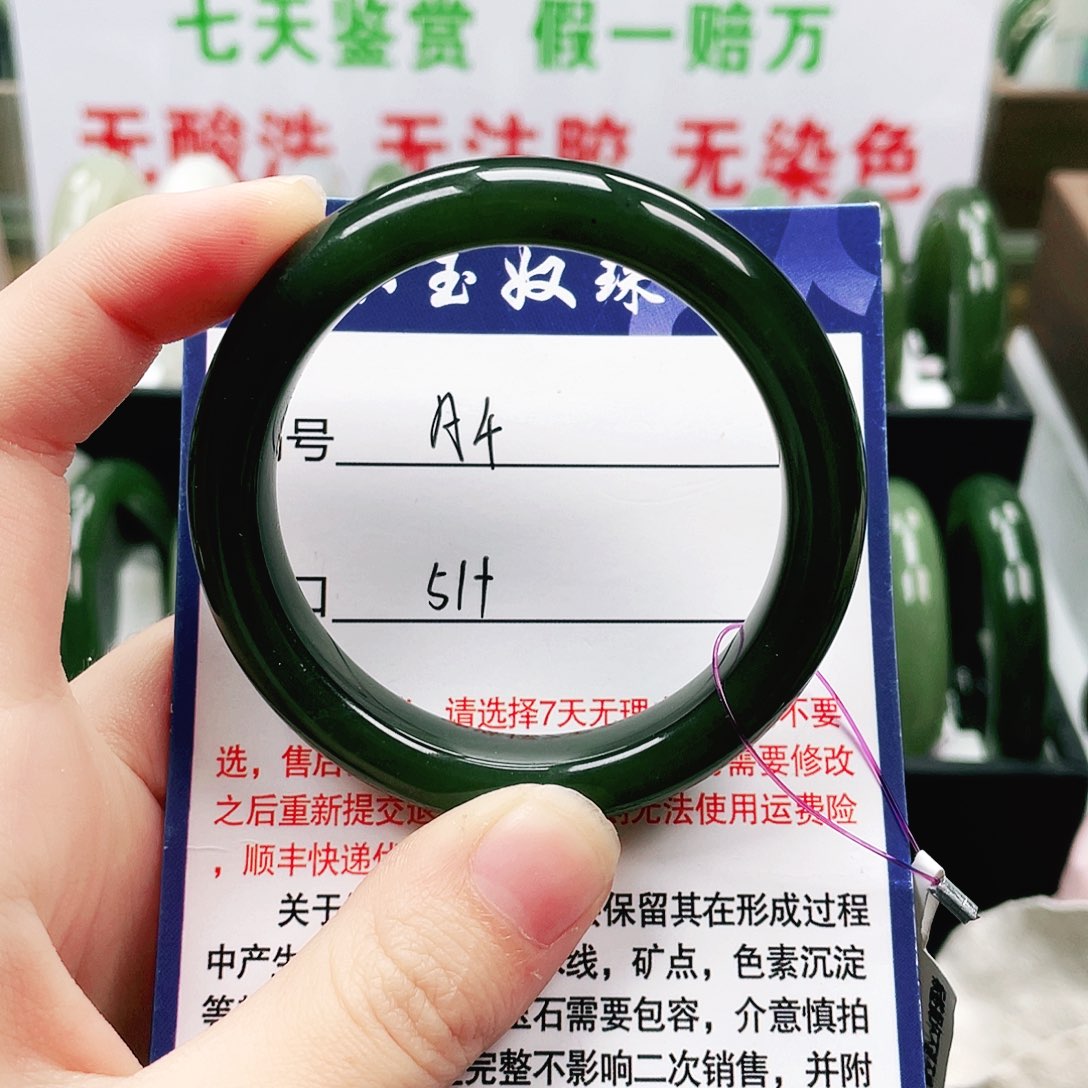 七天鉴赏 假一赔万
无酸洗 无注胶 无染色
玉奴珠
号 A4
口 51+
请选择7天无理 不要
选，售后 需要修改
之后重新提交退 无法使用运费险
，顺丰快递
关于 保留其在形成过程
中产生 线，矿点，色素沉淀
等 玉石需要包容，介意慎拍
完整不影响二次销售，并附